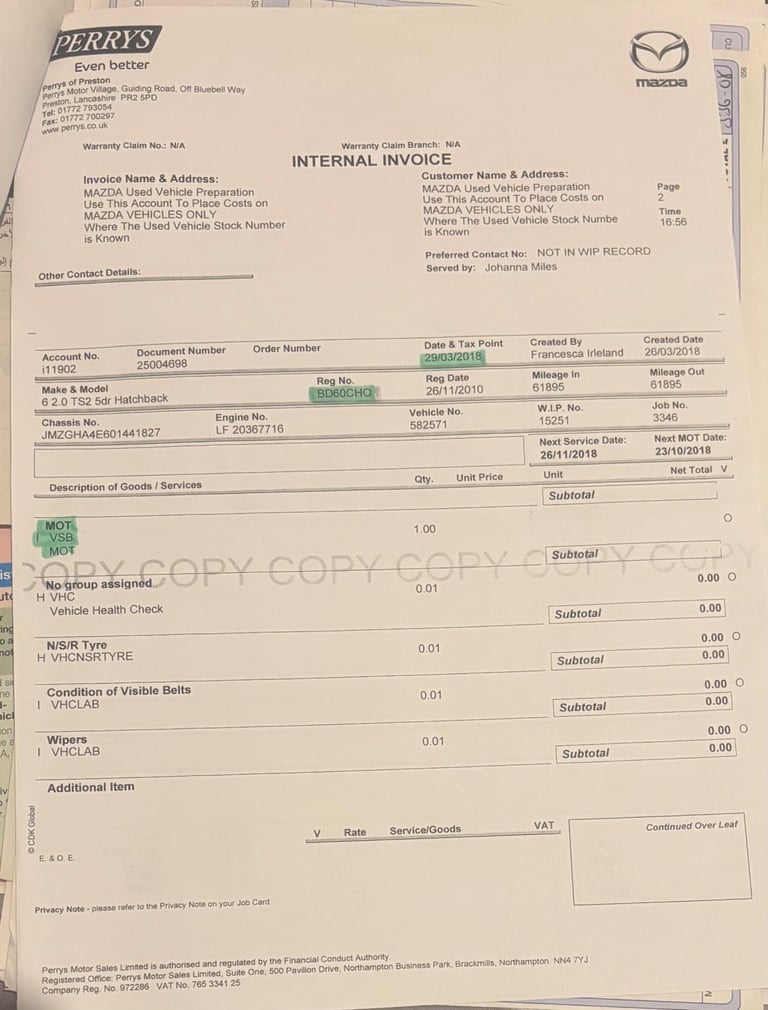 PERRYS
Even better
Perrys of Preston
Perrys Motor Village, Guiding Road, Off Bluebell Way
Preston, Lancashire PR2 5PD
Tel: 01772 793054
Fax: 01772 700297
www.perrys.co.uk
mazda
Warranty Claim No.: N/A
Warranty Claim Branch: N/A
INTERNAL INVOICE
Invoice Name & Address:
MAZDA Used Vehicle Preparation
Use This Account To Place Costs on
MAZDA VEHICLES ONLY
Where The Used Vehicle Stock Number
is Known
Customer Name & Address:
MAZDA Used Vehicle Preparation
Use This Account To Place Costs on
MAZDA VEHICLES ONLY
Where The Used Vehicle Stock Numbe
is Known
Page
2
Time
16:56
Preferred Contact No: NOT IN WIP RECORD
Served by: Johanna Miles
Other Contact Details:
Account No. Document Number Order Number Date & Tax Point Created By Created Date
i11902 25004698 29/03/2018 Francesca Irleland 26/03/2018
Make & Model Reg No. Reg Date Mileage In Mileage Out
6 2.0 TS2 5dr Hatchback BD60CHO 26/11/2010 61895 61895
Chassis No. Engine No. Vehicle No. W.I.P. No. Job No.
JMZGHA4E601441827 LF 20367716 582571 15251 3346
Next Service Date: Next MOT Date:
26/11/2018 23/10/2018
Description of Goods / Services Qty. Unit Price Unit Net Total V
Subtotal
MOT
I VSB 1.00 O
MOT
Subtotal
COPY COPY COPY COPY COPY COPY
No group assigned
H VHC 0.01 0.00 O
Vehicle Health Check
Subtotal 0.00
N/S/R Tyre
H VHCNSRTYRE 0.01 0.00 O
Subtotal 0.00
Condition of Visible Belts
I VHCLAB 0.01 0.00 O
Subtotal 0.00
Wipers
I VHCLAB 0.01 0.00 O
Subtotal 0.00
Additional Item
© CDK Global
V Rate Service/Goods VAT
Continued Over Leaf
E. & O. E.
Privacy Note - please refer to the Privacy Note on your Job Card.
Perrys Motor Sales Limited is authorised and regulated by the Financial Conduct Authority.
Registered Office: Perrys Motor Sales Limited, Suite One, 500 Pavilion Drive, Northampton Business Park, Brackmills, Northampton NN4 7YJ
Company Reg. No. 972286 VAT No. 765 3341 25